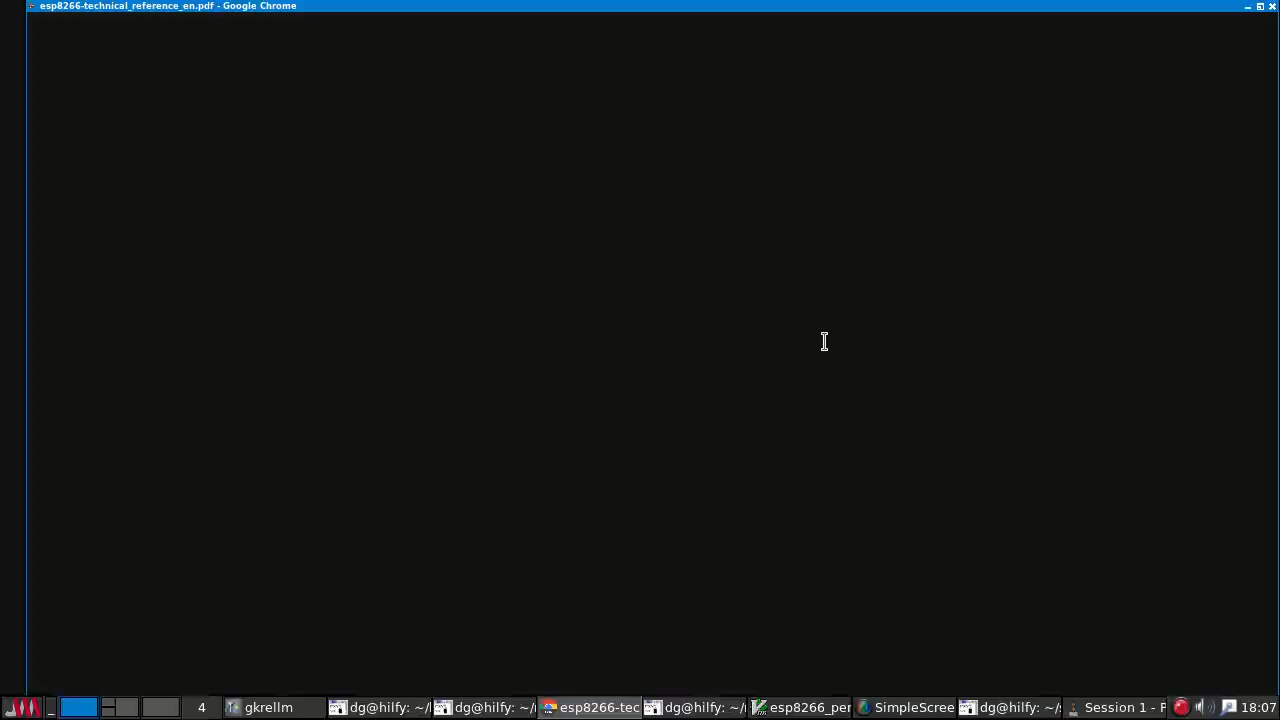 esp8266-technical_reference_en.pdf - Google Chrome
4
gkrellm
dg@hilfy: ~/
dg@hilfy: ~/
esp8266-tec
dg@hilfy: ~/
esp8266_per
SimpleScree
dg@hilfy: ~/
Session 1 - F
18:07